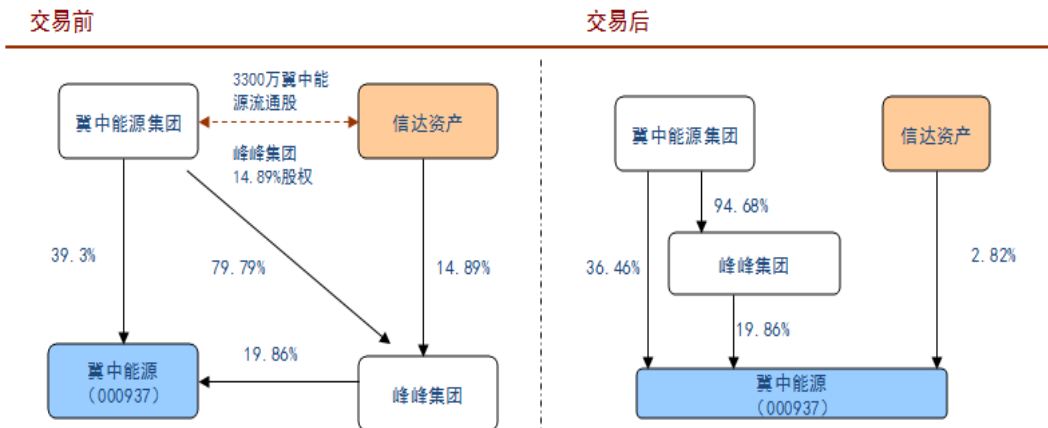 交易前
交易后
3300万冀中能
源流通股
冀中能源集团
信达资产
峰峰集团
14.89%股权
39.3%
79.79%
14.89%
19.86%
冀中能源
（000937）
峰峰集团
冀中能源集团
信达资产
94.68%
36.46%
峰峰集团
2.82%
19.86%
冀中能源
（000937）